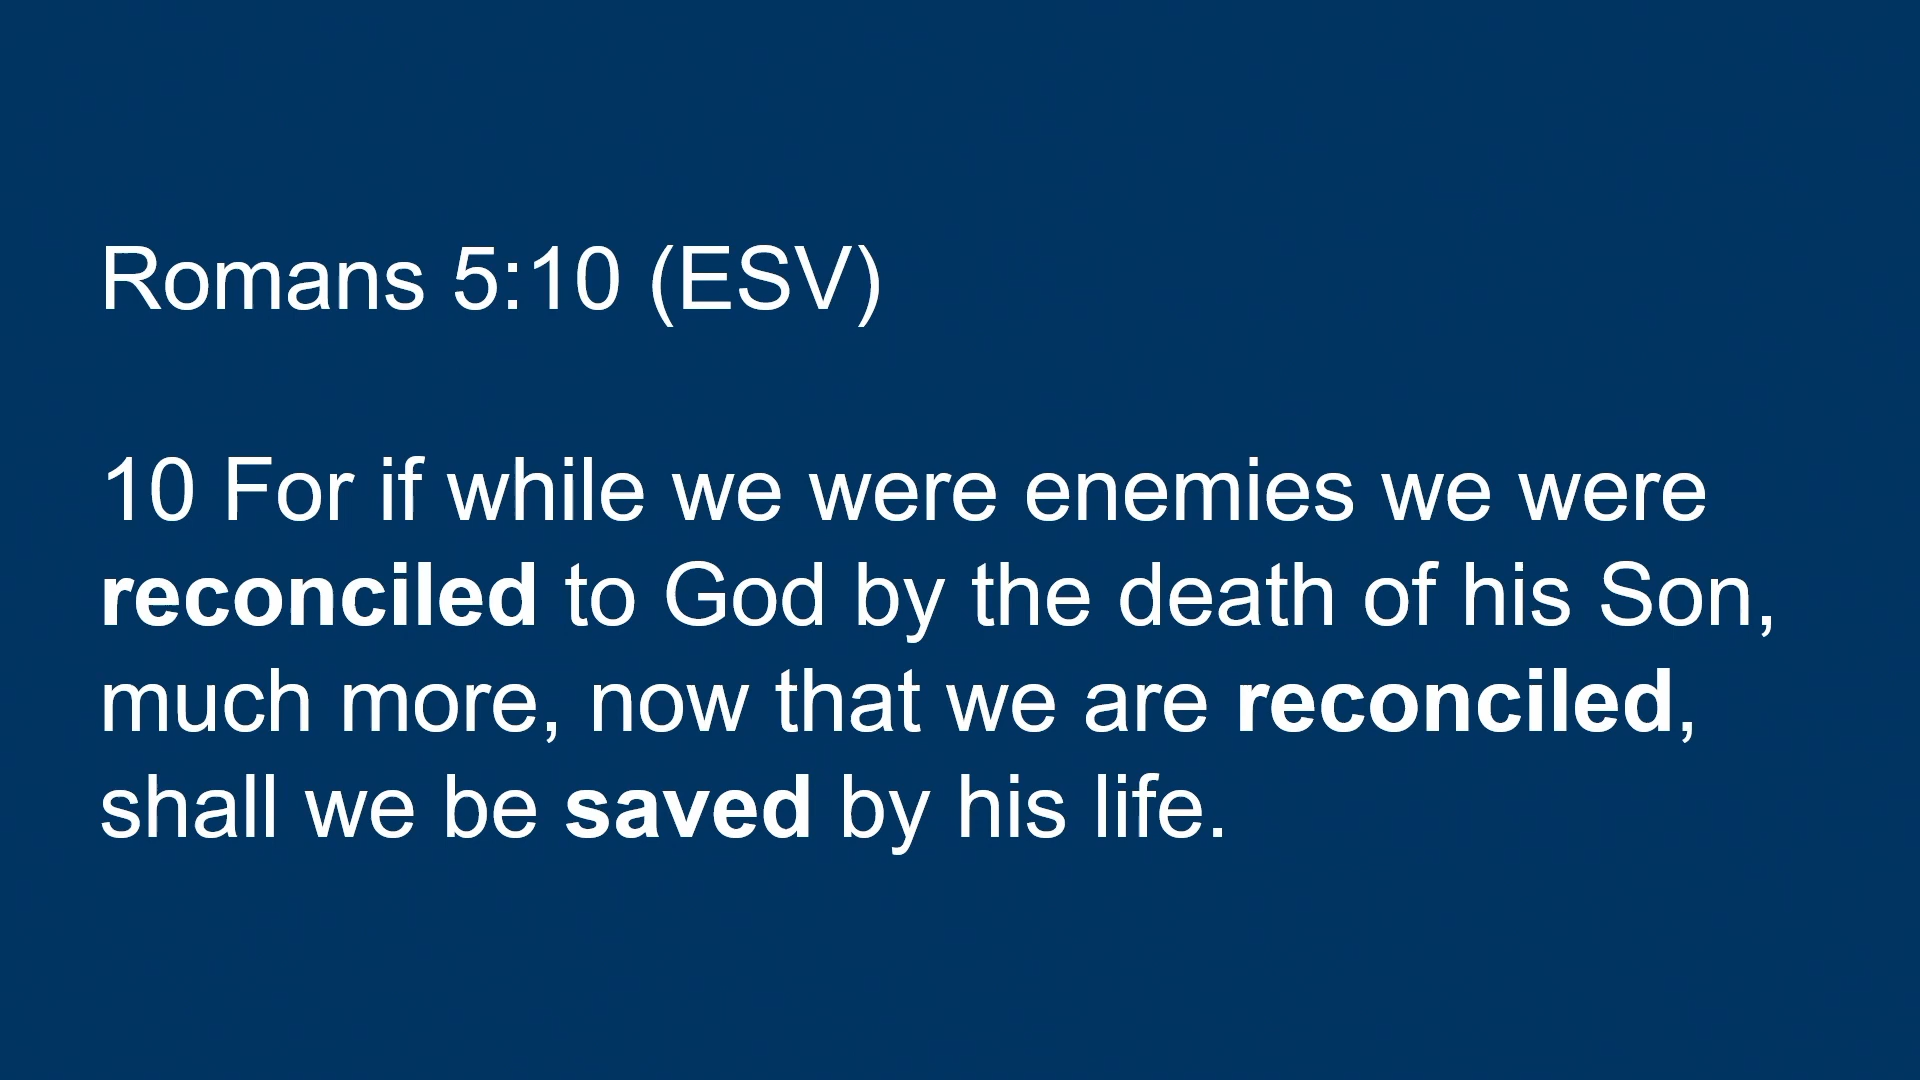 Romans 5:10 (ESV)
10 For if while we were enemies we were
reconciled to God by the death of his Son,
much more, now that we are reconciled,
shall we be saved by his life.